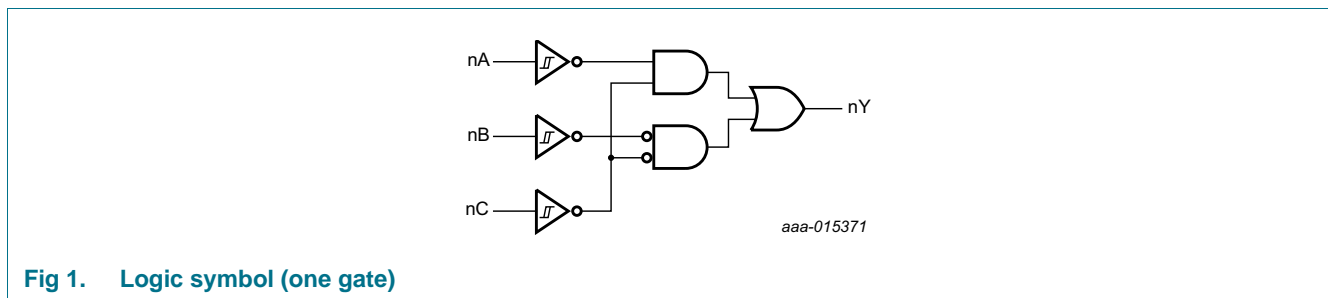 nA
nB
nC
nY
aaa-015371
Fig 1. Logic symbol (one gate)